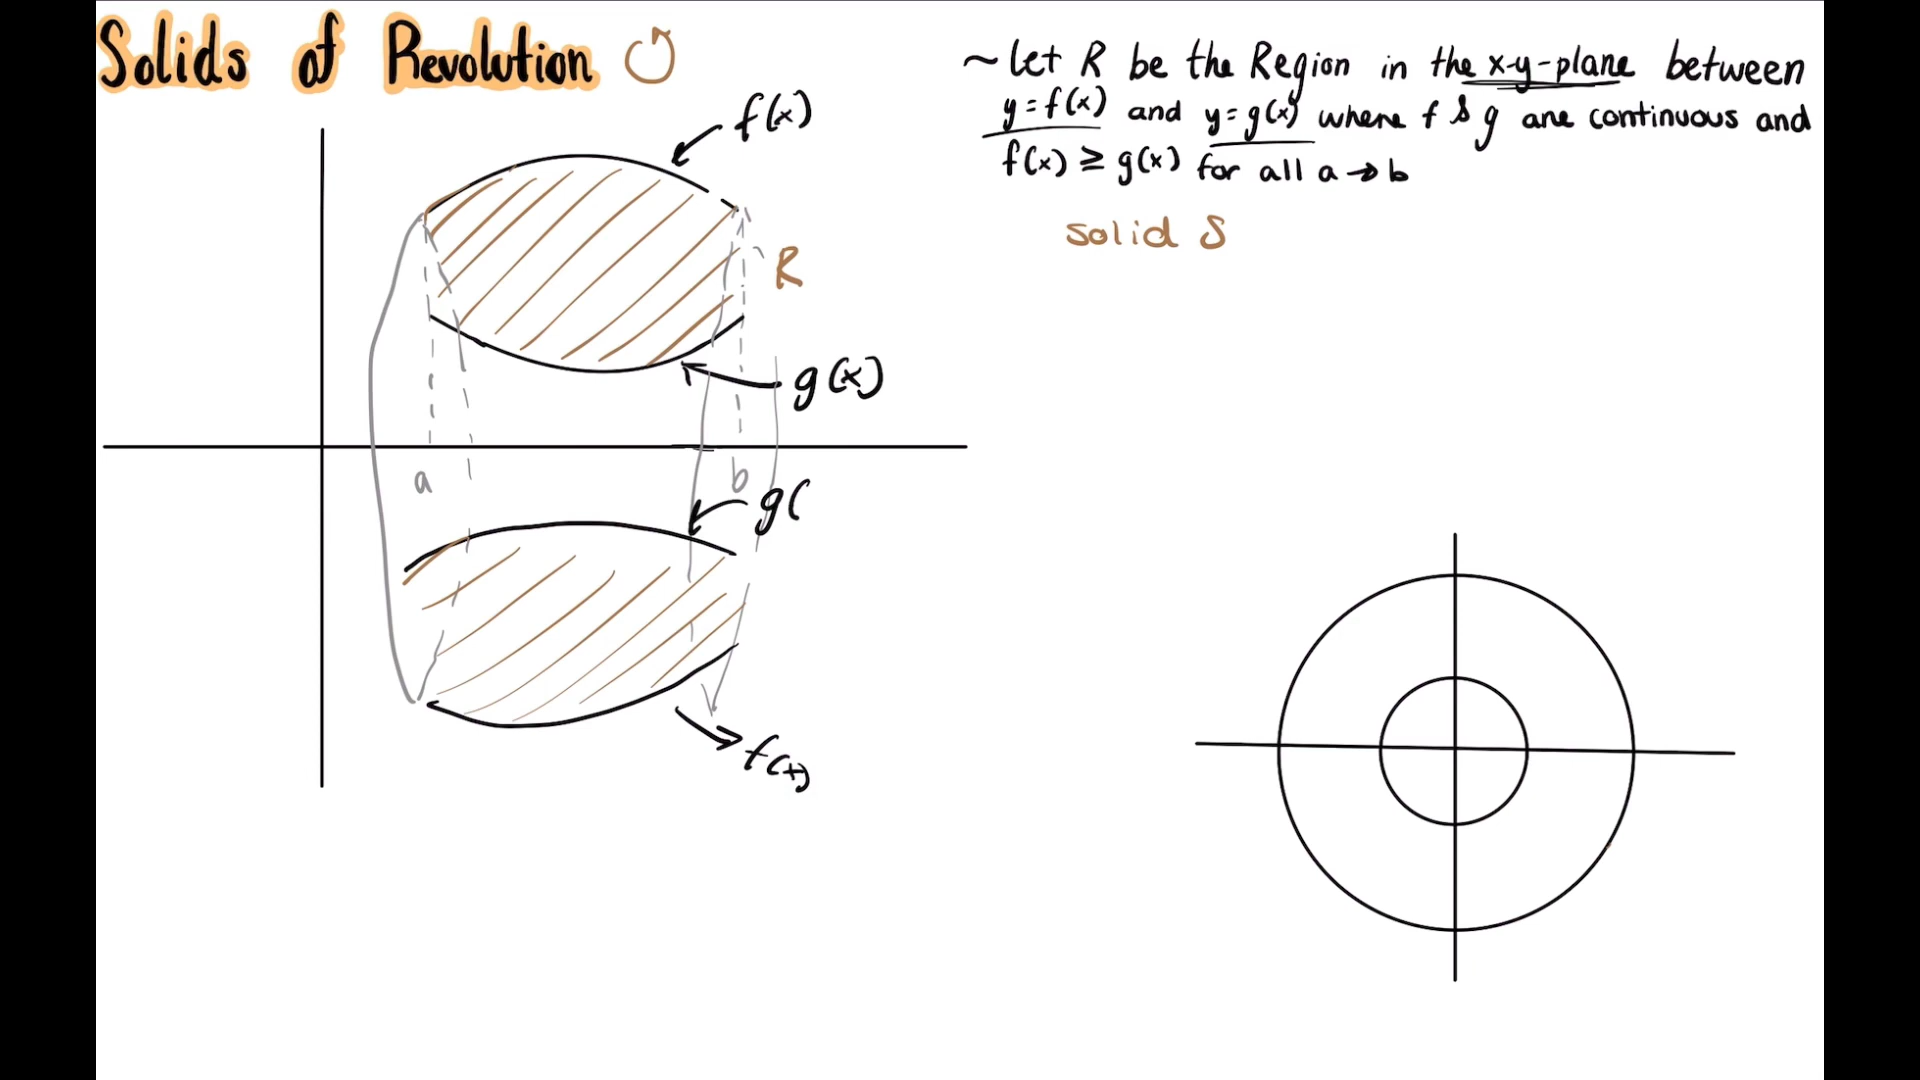 Solids of Revolution
~ let R be the Region in the x-y-plane between
y = f(x) and y = g(x) where f & g are continuous and
f(x) ≥ g(x) for all a → b
solid S
f(x)
R
g(x)
a
b
g(
f(x)